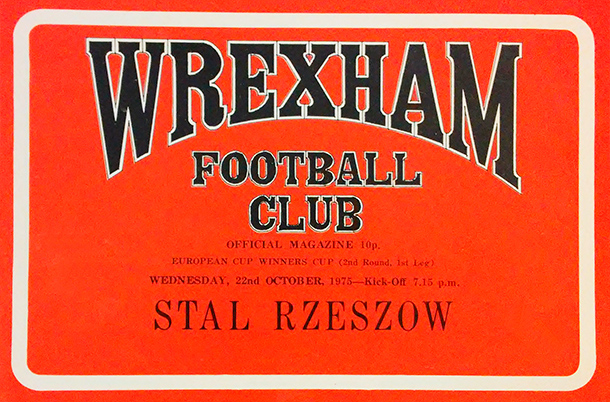 WREXHAM
FOOTBALL
CLUB
OFFICIAL MAGAZINE 10p.
EUROPEAN CUP WINNERS CUP (2nd Round, 1st Leg)
WEDNESDAY, 22nd OCTOBER, 1975—Kick-Off 7.15 p.m.
STAL RZESZOW